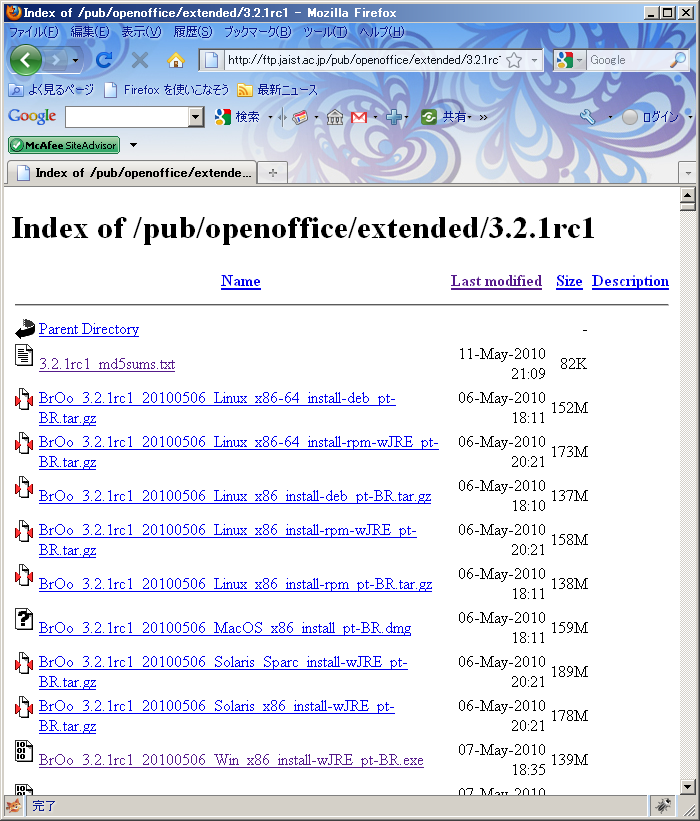 Index of /pub/openoffice/extended/3.2.1rc1 - Mozilla Firefox
ファイル(F) 編集(E) 表示(V) 履歴(S) ブックマーク(B) ツール(T) ヘルプ(H)
http://ftp.jaist.ac.jp/pub/openoffice/extended/3.2.1rc1 Google
よく見るページ Firefox を使いこなそう 最新ニュース
Google 検索 共有 » ログイン
McAfee SiteAdvisor
Index of /pub/openoffice/extende...
Index of /pub/openoffice/extended/3.2.1rc1
Name Last modified Size Description
Parent Directory -
3.2.1rc1_md5sums.txt 11-May-2010 82K
21:09
BrOo_3.2.1rc1_20100506_Linux_x86-64_install-deb_pt- 06-May-2010 152M
BR.tar.gz 18:11
BrOo_3.2.1rc1_20100506_Linux_x86-64_install-rpm-wJRE_pt- 06-May-2010 173M
BR.tar.gz 20:21
BrOo_3.2.1rc1_20100506_Linux_x86_install-deb_pt-BR.tar.gz 06-May-2010 137M
18:10
BrOo_3.2.1rc1_20100506_Linux_x86_install-rpm-wJRE_pt- 06-May-2010 158M
BR.tar.gz 20:21
BrOo_3.2.1rc1_20100506_Linux_x86_install-rpm_pt-BR.tar.gz 06-May-2010 138M
18:11
BrOo_3.2.1rc1_20100506_MacOS_x86_install_pt-BR.dmg 06-May-2010 159M
18:11
BrOo_3.2.1rc1_20100506_Solaris_Sparc_install-wJRE_pt- 06-May-2010 189M
BR.tar.gz 20:21
BrOo_3.2.1rc1_20100506_Solaris_x86_install-wJRE_pt- 06-May-2010 178M
BR.tar.gz 20:21
BrOo_3.2.1rc1_20100506_Win_x86_install-wJRE_pt-BR.exe 07-May-2010 139M
18:35
07-May-2010
完了